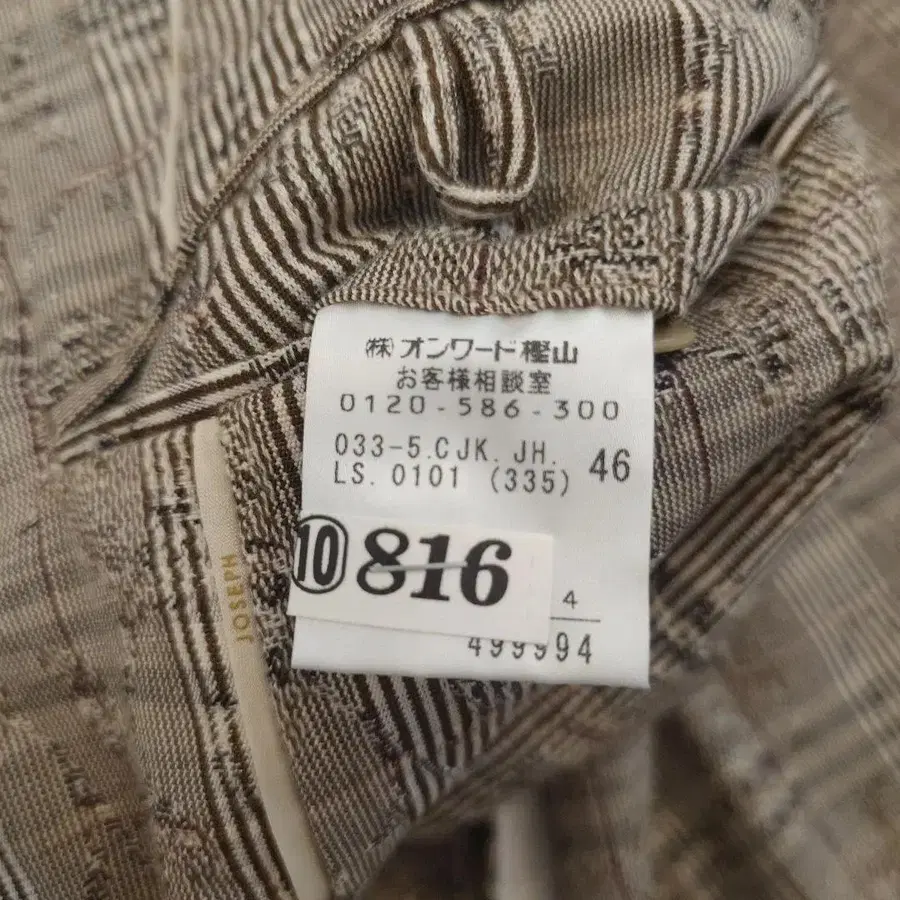 ㈱オンワード樫山
お客様相談室
0120-586-300
033-5.CJK.JH.
LS.0101 (335)
46
⑩816
4
499994
JOSEPH